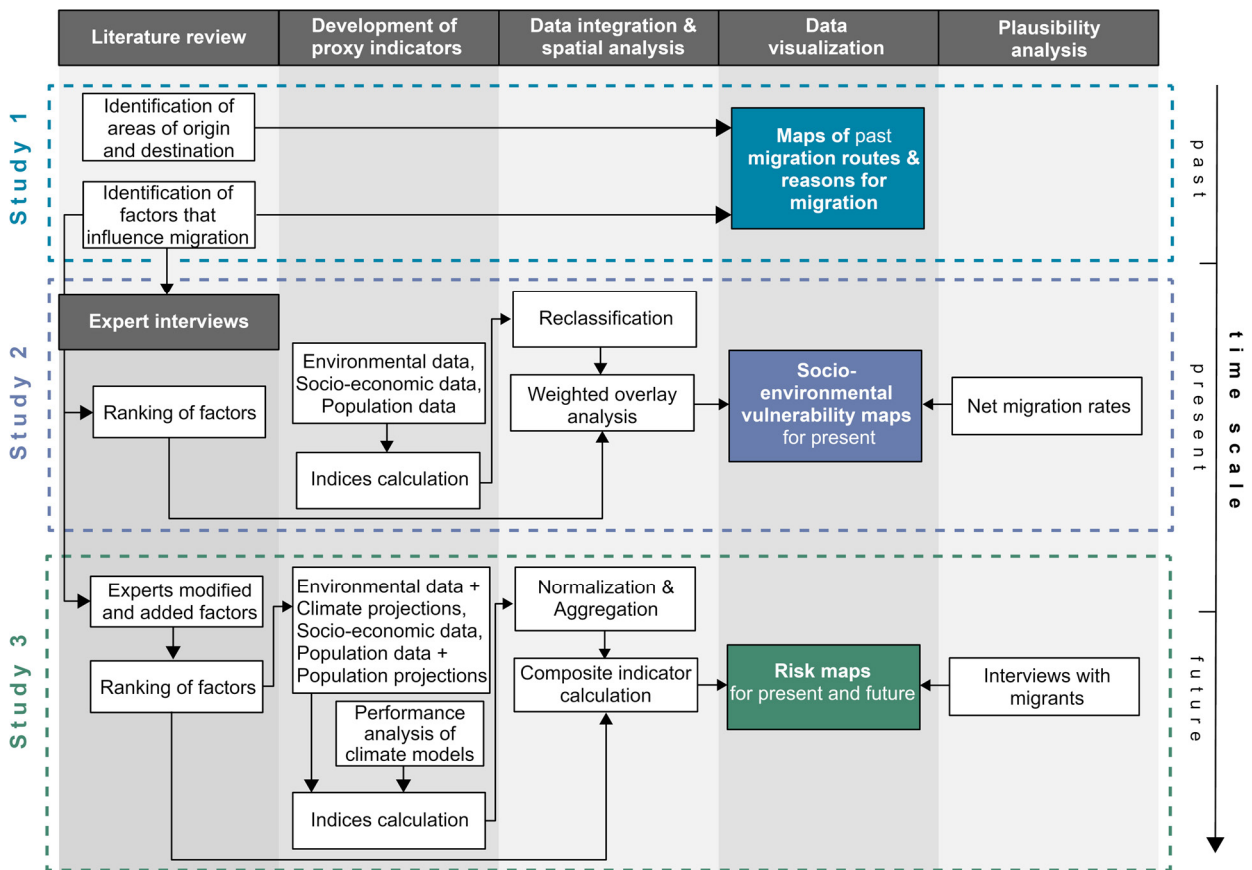 Literature review
Development of
proxy indicators
Data integration &
spatial analysis
Data
visualization
Plausibility
analysis
Study 1
Identification of
areas of origin
and destination
Identification of
factors that
influence migration
Maps of past
migration routes &
reasons for
migration
past
Study 2
Expert interviews
Ranking of factors
Environmental data,
Socio-economic data,
Population data
Indices calculation
Reclassification
Weighted overlay
analysis
Socio-
environmental
vulnerability maps
for present
Net migration rates
present
time scale
Study 3
Experts modified
and added factors
Ranking of factors
Environmental data +
Climate projections,
Socio-economic data,
Population data +
Population projections
Performance
analysis of
climate models
Indices calculation
Normalization &
Aggregation
Composite indicator
calculation
Risk maps
for present and future
Interviews with
migrants
future